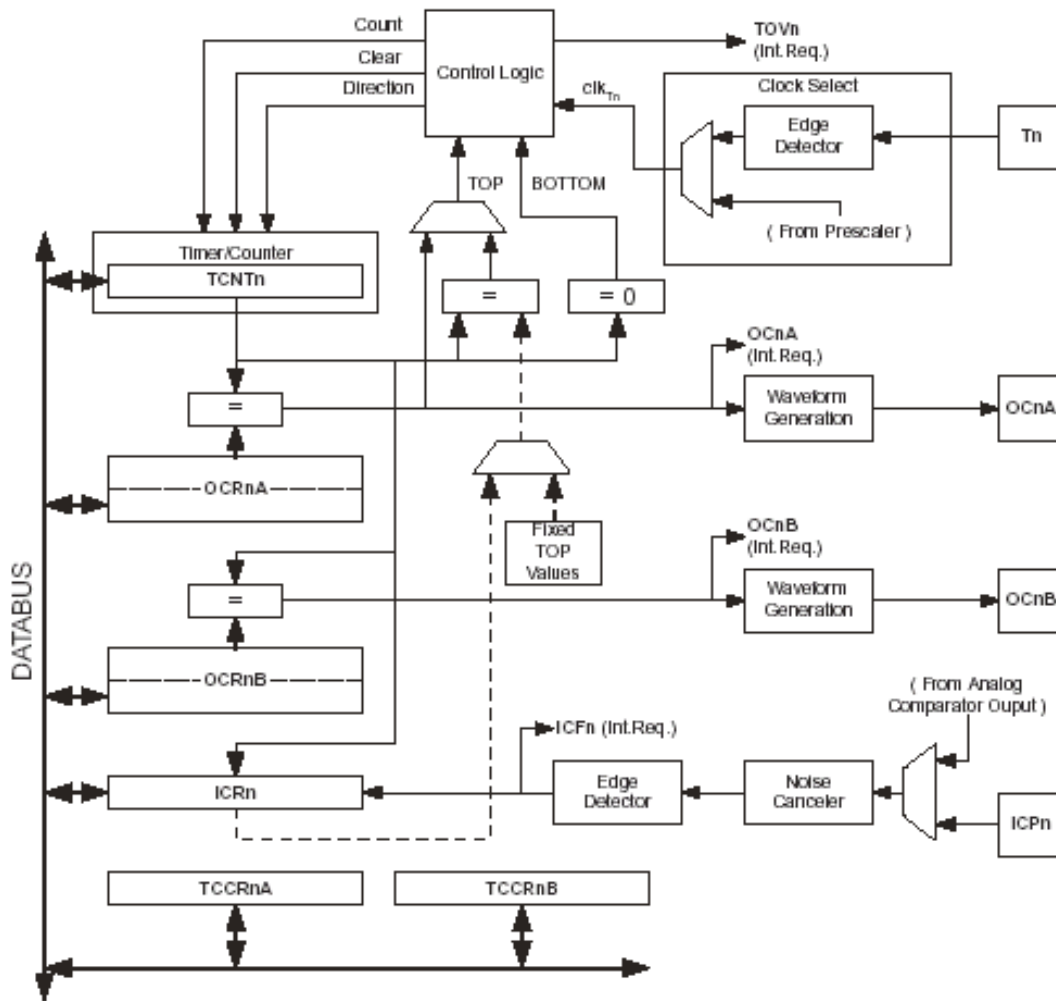 Count
Clear
Direction
Control Logic
TOVn
(Int.Req.)
clkTn
Clock Select
Edge
Detector
Tn
( From Prescaler )
TOP
BOTTOM
Timer/Counter
TCNTn
=
= 0
=
OCnA
(Int.Req.)
Waveform
Generation
OCnA
OCRnA
Fixed
TOP
Values
=
OCnB
(Int.Req.)
Waveform
Generation
OCnB
OCRnB
DATABUS
( From Analog
Comparator Ouput )
ICFn (Int.Req.)
ICRn
Edge
Detector
Noise
Canceler
ICPn
TCCRnA
TCCRnB